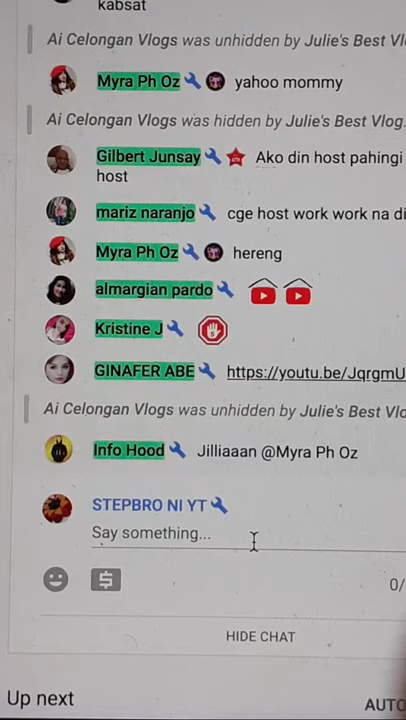 kabsat
Ai Celongan Vlogs was unhidden by Julie's Best
Myra Ph Oz yahoo mommy
Ai Celongan Vlogs was hidden by Julie's Best Vlog.
Gilbert Junsay Ako din host pahingi
host
mariz naranjo cge host work work na di
Myra Ph Oz hereng
almargian pardo
Kristine J
GINAFER ABE https://youtu.be/JqrgmU
Ai Celongan Vlogs was unhidden by Julie's Best
Info Hood Jilliaaan @Myra Ph Oz
STEPBRO NI YT
Say something...
0/
HIDE CHAT
Up next
AUTO